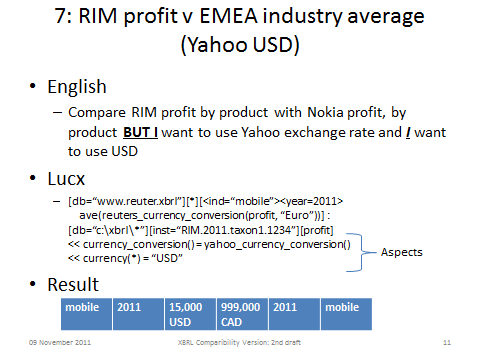 7: RIM profit v EMEA industry average
(Yahoo USD)
• English
– Compare RIM profit by product with Nokia profit, by
product BUT I want to use Yahoo exchange rate and I want
to use USD
• Lucx
– [db=“www.reuter.xbrl”][*][<ind=“mobile”><year=2011>
ave(reuters_currency_conversion(profit, “Euro”))] :
[db=“c:\xbrl\*”][inst=“RIM.2011.taxon1.1234”][profit]
<< currency_conversion() = yahoo_currency_conversion()
<< currency(*) = “USD”
Aspects
• Result
mobile 2011 15,000 999,000 2011 mobile
USD CAD
09 November 2011 XBRL Comparibility Version: 2nd draft 11